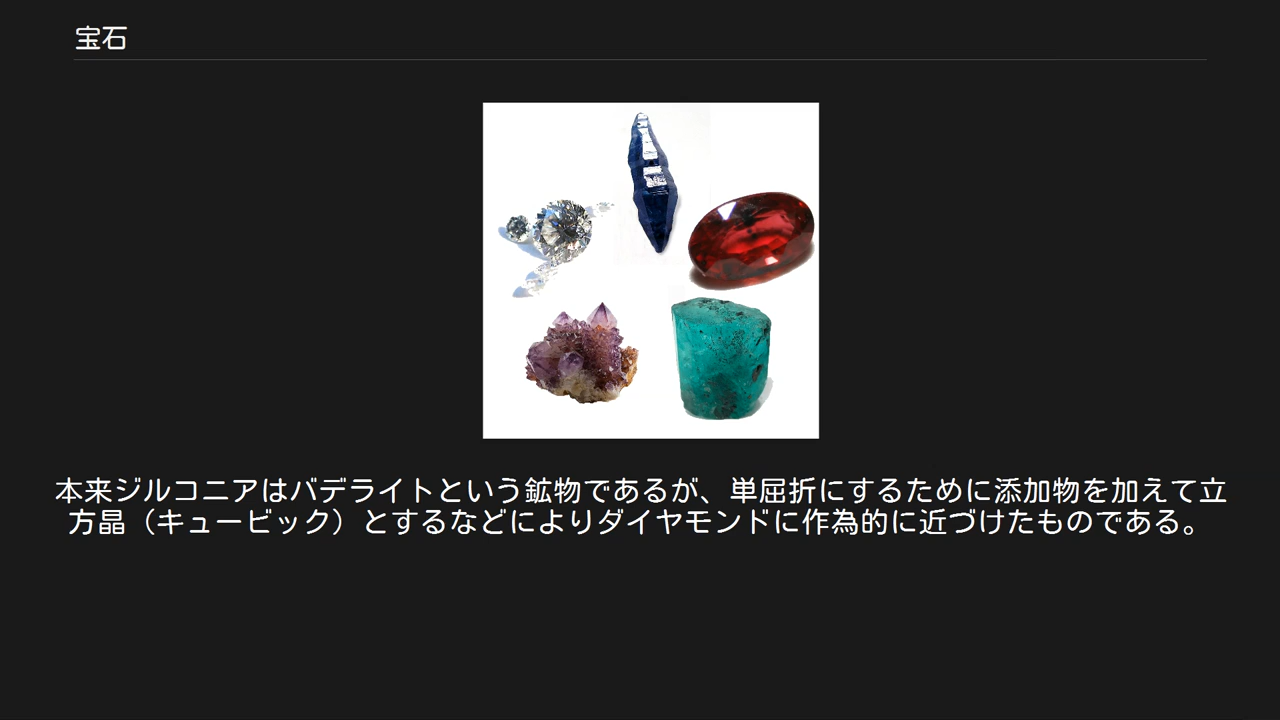 宝石
本来ジルコニアはバデライトという鉱物であるが、単屈折にするために添加物を加えて立
方晶（キュービック）とするなどによりダイヤモンドに作為的に近づけたものである。